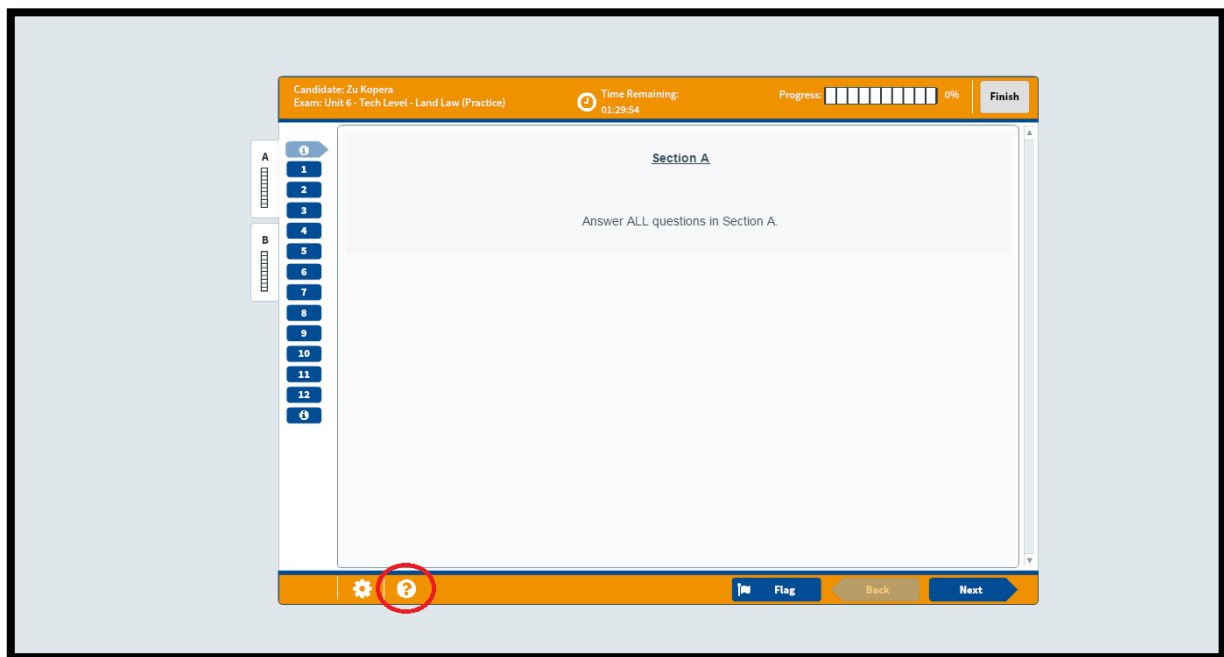 Candidate: Zu Kopera
Exam: Unit 6 - Tech Level - Land Law (Practice)
Time Remaining:
01:29:54
Progress:
0%
Finish
A
B
i
1
2
3
4
5
6
7
8
9
10
11
12
i
Section A
Answer ALL questions in Section A.
?
Flag
Back
Next